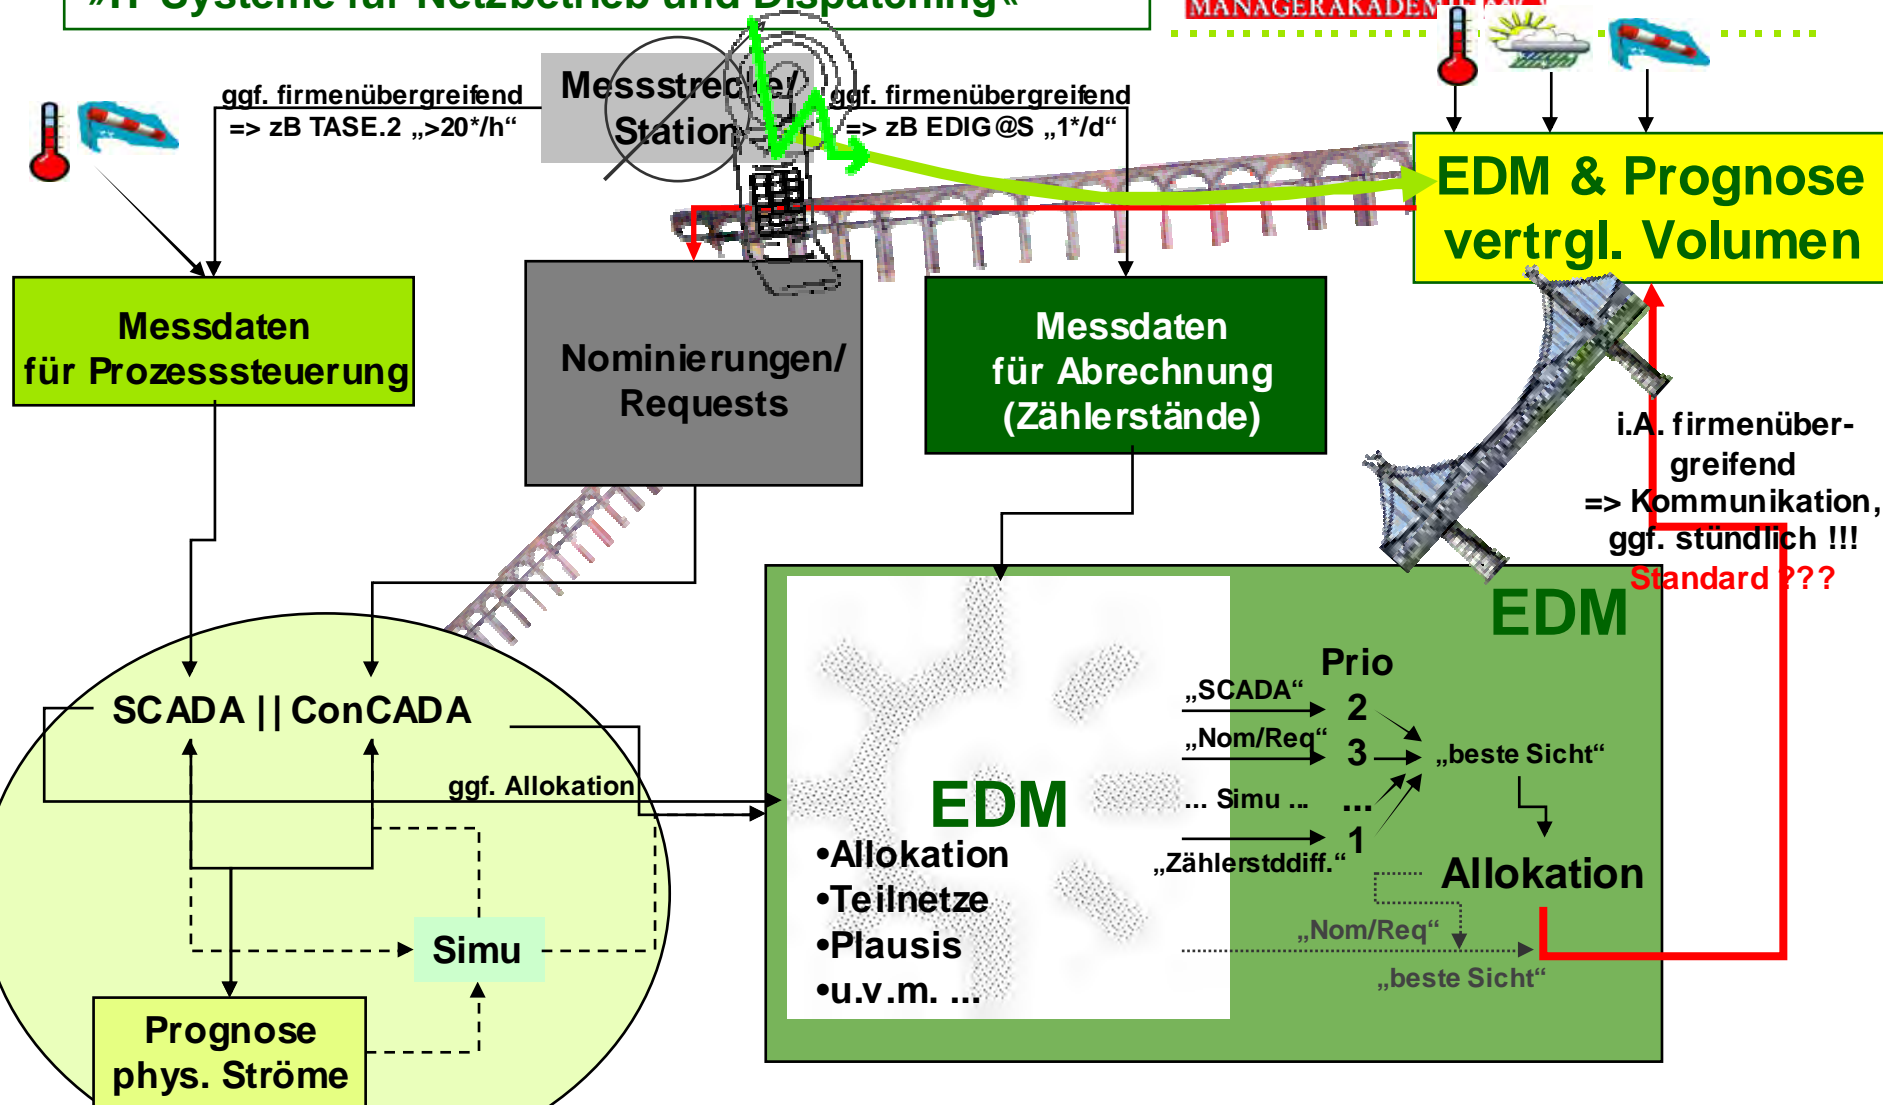 »IT-Systeme für Netzbetrieb und Dispatching«
MANAGERAKADEMIE
ggf. firmenübergreifend
=> zB TASE.2 „>20*/h“
Messstrecke/
Station
ggf. firmenübergreifend
=> zB EDIG@S „1*/d“
EDM & Prognose
vertrgl. Volumen
Messdaten
für Prozesssteuerung
Nominierungen/
Requests
Messdaten
für Abrechnung
(Zählerstände)
i.A. firmenüber-
greifend
=> Kommunikation,
ggf. stündlich !!!
Standard ???
EDM
Prio
SCADA || ConCADA
„SCADA“
2
„Nom/Req“
3
„beste Sicht“
ggf. Allokation
EDM
... Simu ...
...
1
„Zählerstddiff.“
•Allokation
•Teilnetze
•Plausis
•u.v.m. ...
Allokation
„Nom/Req“
„beste Sicht“
Simu
Prognose
phys. Ströme